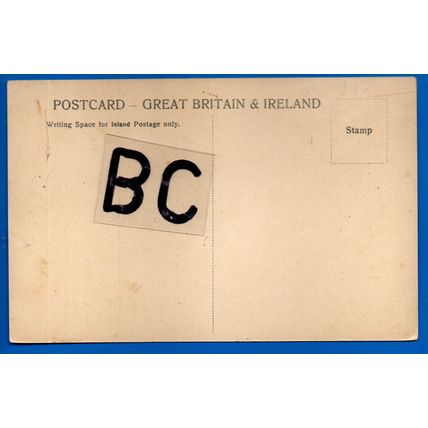 POSTCARD – GREAT BRITAIN & IRELAND
Writing Space for Inland Postage only.
Stamp
BC